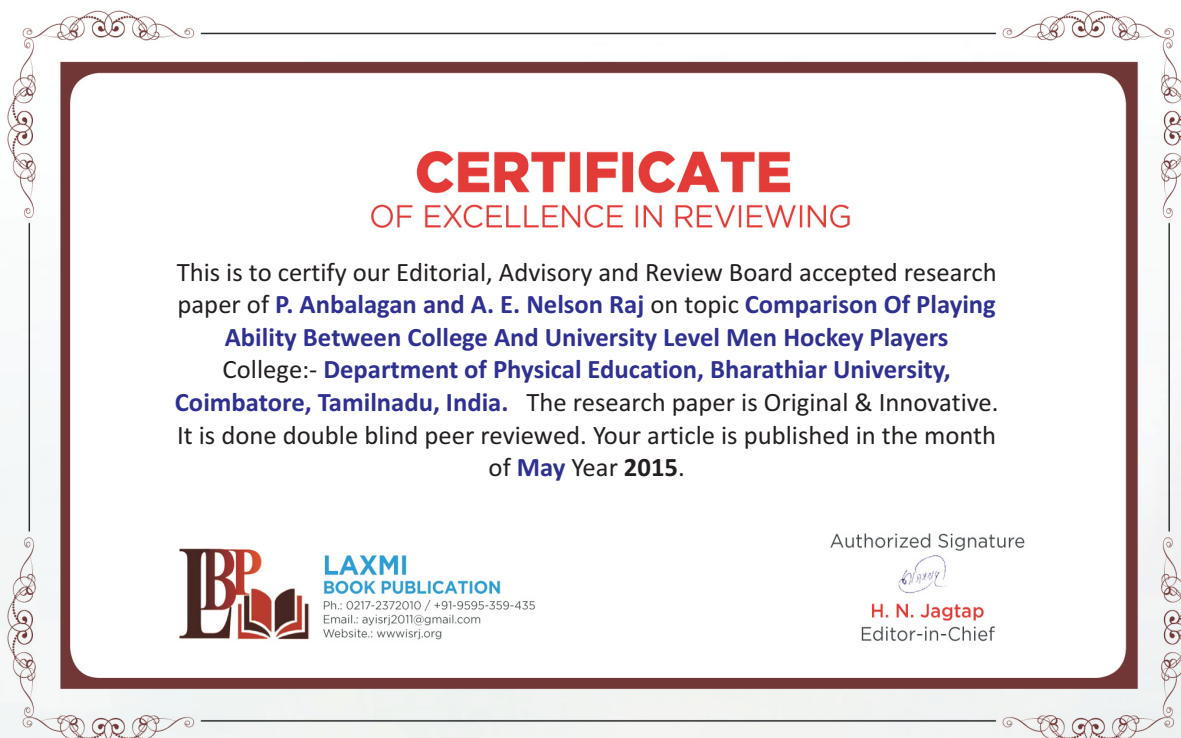 CERTIFICATE
OF EXCELLENCE IN REVIEWING
This is to certify our Editorial, Advisory and Review Board accepted research
paper of P. Anbalagan and A. E. Nelson Raj on topic Comparison Of Playing
Ability Between College And University Level Men Hockey Players
College:- Department of Physical Education, Bharathiar University,
Coimbatore, Tamilnadu, India. The research paper is Original & Innovative.
It is done double blind peer reviewed. Your article is published in the month
of May Year 2015.
LBP
LAXMI
BOOK PUBLICATION
Ph.: 0217-2372010 / +91-9595-359-435
Email.: ayisrj2011@gmail.com
Website.: wwwisrj.org
Authorized Signature
H. N. Jagtap
Editor-in-Chief